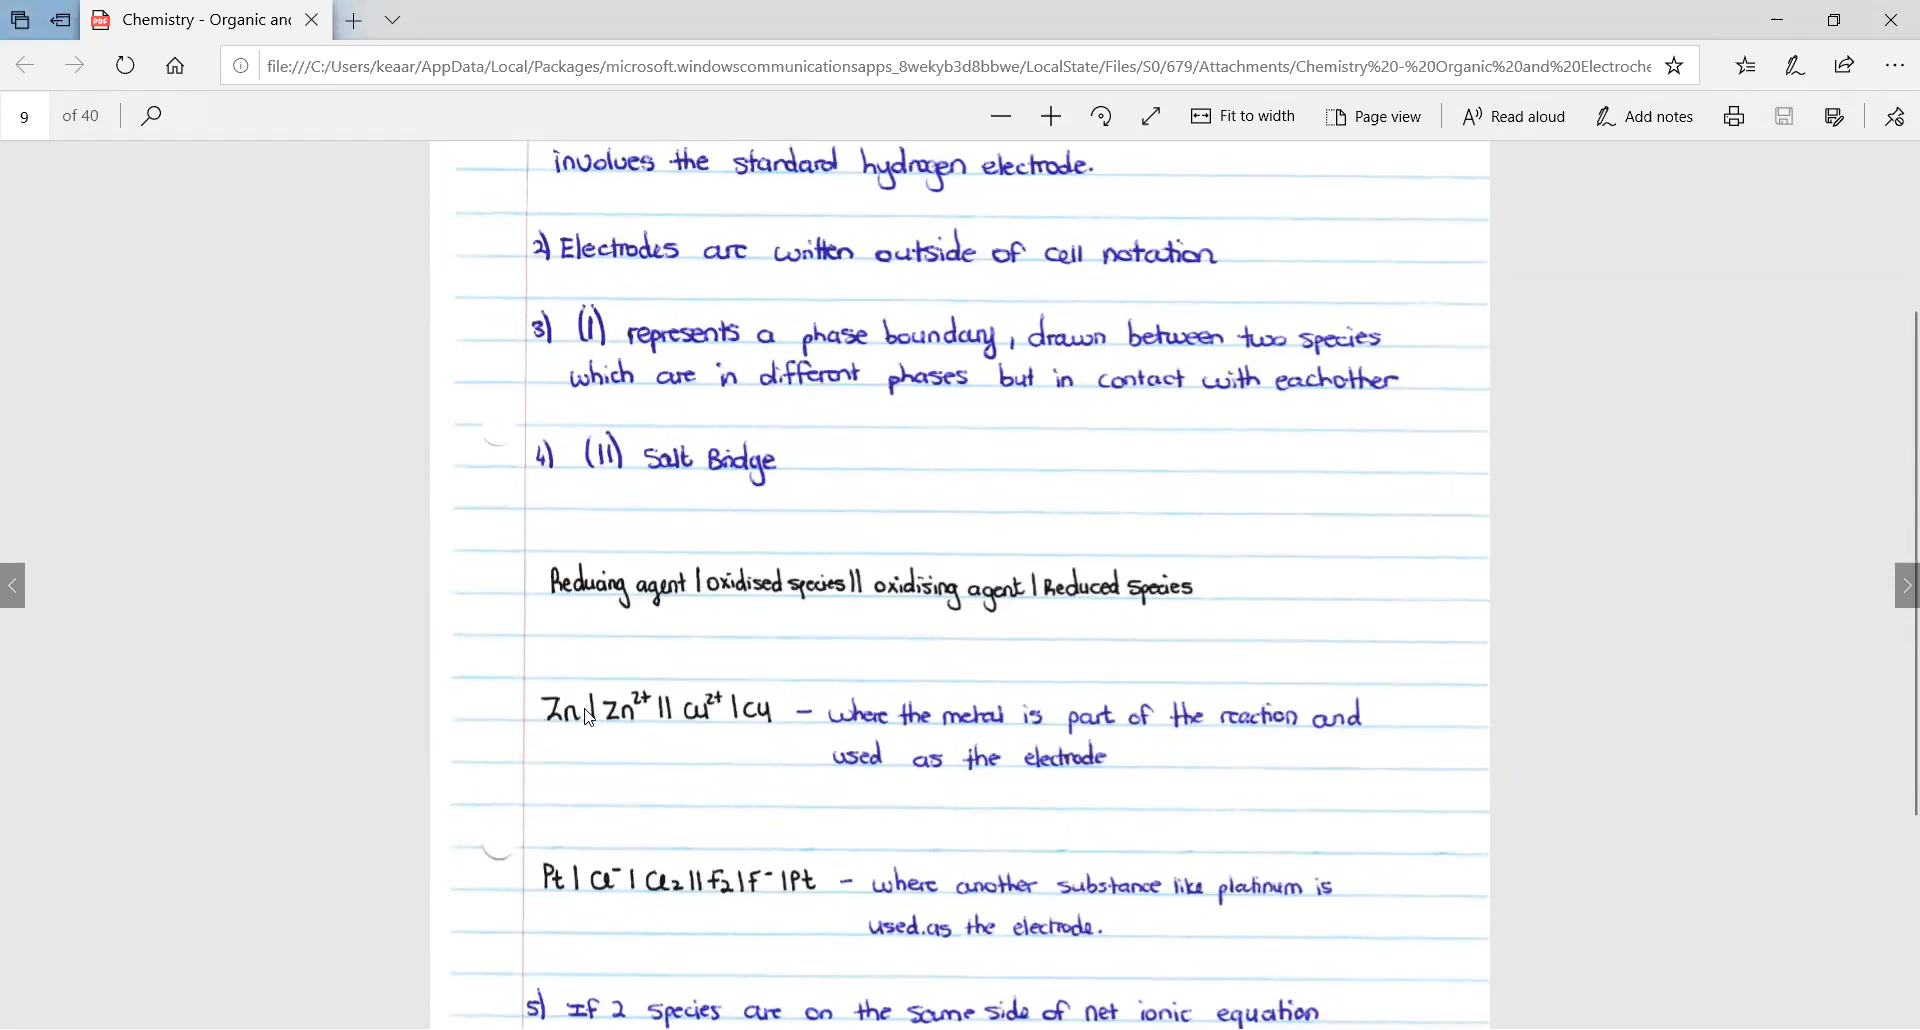 Chemistry - Organic an
file:///C:/Users/keaar/AppData/Local/Packages/microsoft.windowscommunicationsapps_8wekyb3d8bbwe/LocalState/Files/S0/679/Attachments/Chemistry%20-%20Organic%20and%20Electroche
9 of 40 Fit to width Page view Read aloud Add notes
involves the standard hydrogen electrode.
2) Electrodes are written outside of cell notation
3) (|) represents a phase boundary, drawn between two species
which are in different phases but in contact with eachother
4) (||) Salt Bridge
Reducing agent | oxidised species || oxidising agent | Reduced species
Zn | Zn²⁺ || Cu²⁺ | Cu – where the metal is part of the reaction and
used as the electrode
Pt | Cl⁻ | Cl₂ || F₂ | F⁻ | Pt – where another substance like platinum is
used.as the electrode.
5) If 2 species are on the same side of net ionic equation